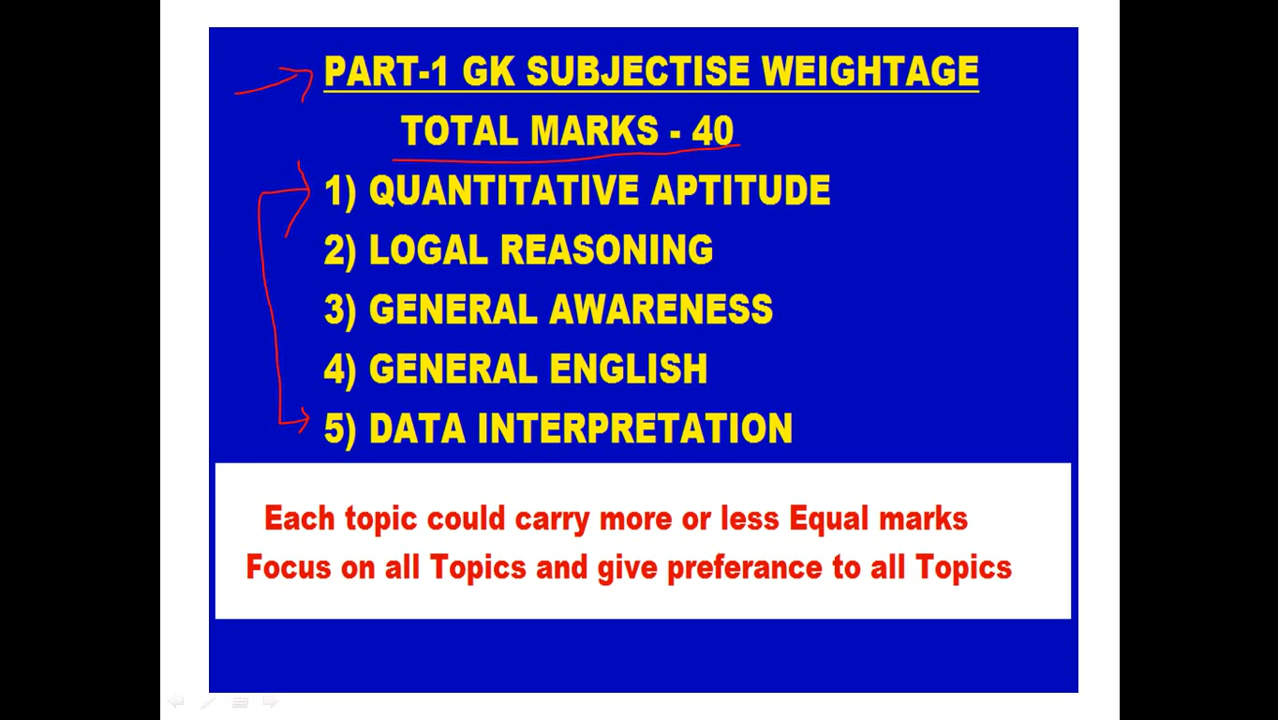 PART-1 GK SUBJECTISE WEIGHTAGE
TOTAL MARKS - 40
1) QUANTITATIVE APTITUDE
2) LOGAL REASONING
3) GENERAL AWARENESS
4) GENERAL ENGLISH
5) DATA INTERPRETATION
Each topic could carry more or less Equal marks
Focus on all Topics and give preferance to all Topics